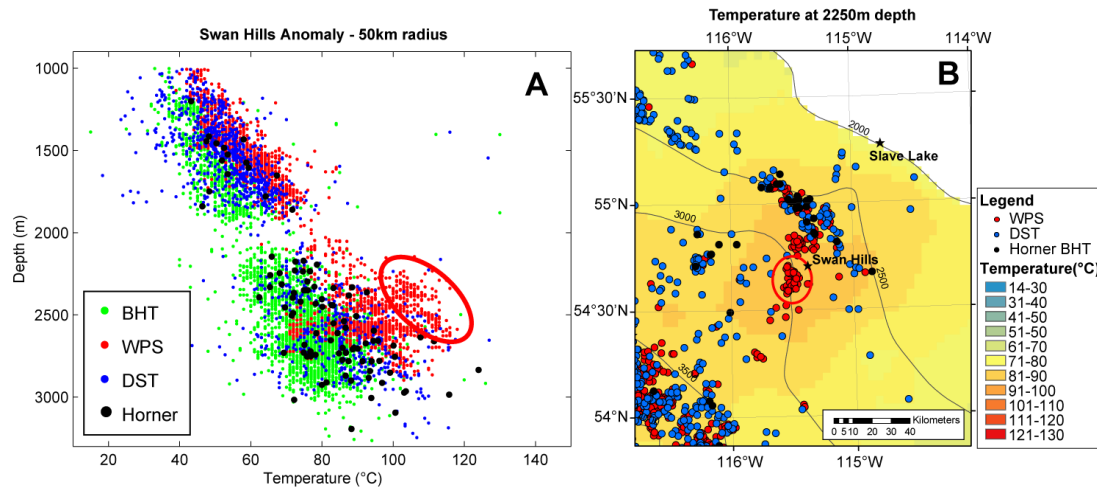 Swan Hills Anomaly - 50km radius
A
1000
1500
2000
2500
3000
Depth (m)
BHT
WPS
DST
Horner
20
40
60
80
100
120
140
Temperature (°C)
Temperature at 2250m depth
116°W
115°W
114°W
B
55°30'N
55°N
54°30'N
54°N
2000
Slave Lake
3000
Swan Hills
2500
3500
0 5 10 20 30 40
Kilometers
116°W
115°W
Legend
WPS
DST
Horner BHT
Temperature(°C)
14-30
31-40
41-50
51-60
61-70
71-80
81-90
91-100
101-110
111-120
121-130
114°W